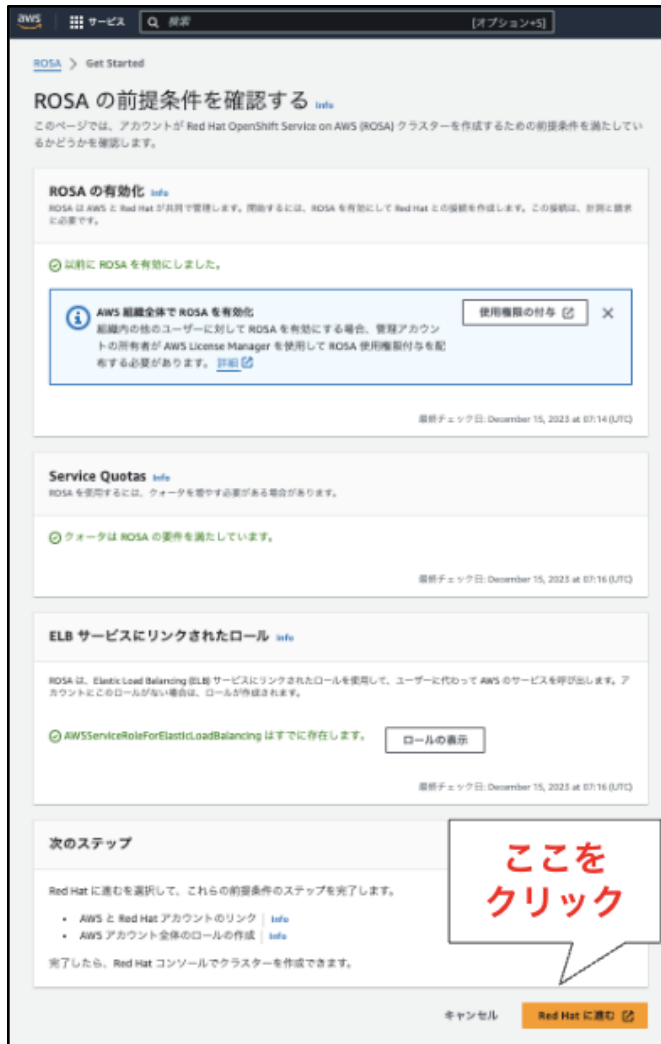 aws サービス 検索 [オプション+S]
ROSA > Get Started
ROSA の前提条件を確認する Info
このページでは、アカウントが Red Hat OpenShift Service on AWS (ROSA) クラスターを作成するための前提条件を満たしてい
るかどうかを確認します。
ROSA の有効化 Info
ROSA は AWS と Red Hat が共同で管理します。開始するには、ROSA を有効にして Red Hat との接続を作成します。この接続は、計測と請求
に必要です。
以前に ROSA を有効にしました。
AWS 組織全体で ROSA を有効化
使用権限の付与
組織内の他のユーザーに対して ROSA を有効にする場合、管理アカウン
トの所有者が AWS License Manager を使用して ROSA 使用権限付与を配
布する必要があります。 詳細
最終チェック日: December 15, 2023 at 07:14 (UTC)
Service Quotas Info
ROSA を使用するには、クォータを増やす必要がある場合があります。
クォータは ROSA の要件を満たしています。
最終チェック日: December 15, 2023 at 07:16 (UTC)
ELB サービスにリンクされたロール Info
ROSA は、Elastic Load Balancing (ELB) サービスにリンクされたロールを使用して、ユーザーに代わって AWS のサービスを呼び出します。ア
カウントにこのロールがない場合は、ロールが作成されます。
AWSServiceRoleForElasticLoadBalancing はすでに存在します。 ロールの表示
最終チェック日: December 15, 2023 at 07:16 (UTC)
次のステップ
Red Hat に進むを選択して、これらの前提条件のステップを完了します。
• AWS と Red Hat アカウントのリンク | Info
• AWS アカウント全体のロールの作成 | Info
完了したら、Red Hat コンソールでクラスターを作成できます。
ここを
クリック
キャンセル Red Hat に進む